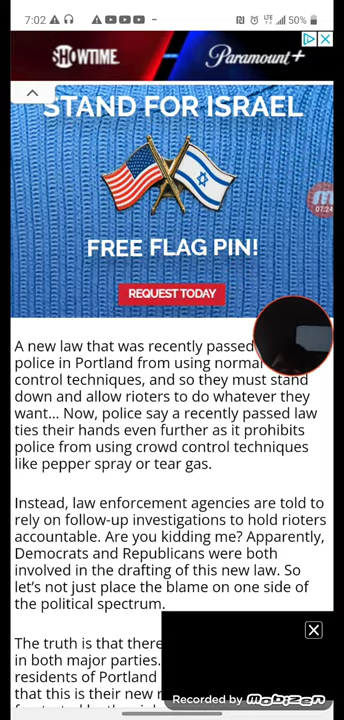 7:02
LTE 50%
SHOWTIME Paramount+
STAND FOR ISRAEL
07:24
FREE FLAG PIN!
REQUEST TODAY
A new law that was recently passed
police in Portland from using normal
control techniques, and so they must stand
down and allow rioters to do whatever they
want... Now, police say a recently passed law
ties their hands even further as it prohibits
police from using crowd control techniques
like pepper spray or tear gas.
Instead, law enforcement agencies are told to
rely on follow-up investigations to hold rioters
accountable. Are you kidding me? Apparently,
Democrats and Republicans were both
involved in the drafting of this new law. So
let's not just place the blame on one side of
the political spectrum.
The truth is that there
in both major parties.
residents of Portland
that this is their new
Recorded by Mobizen